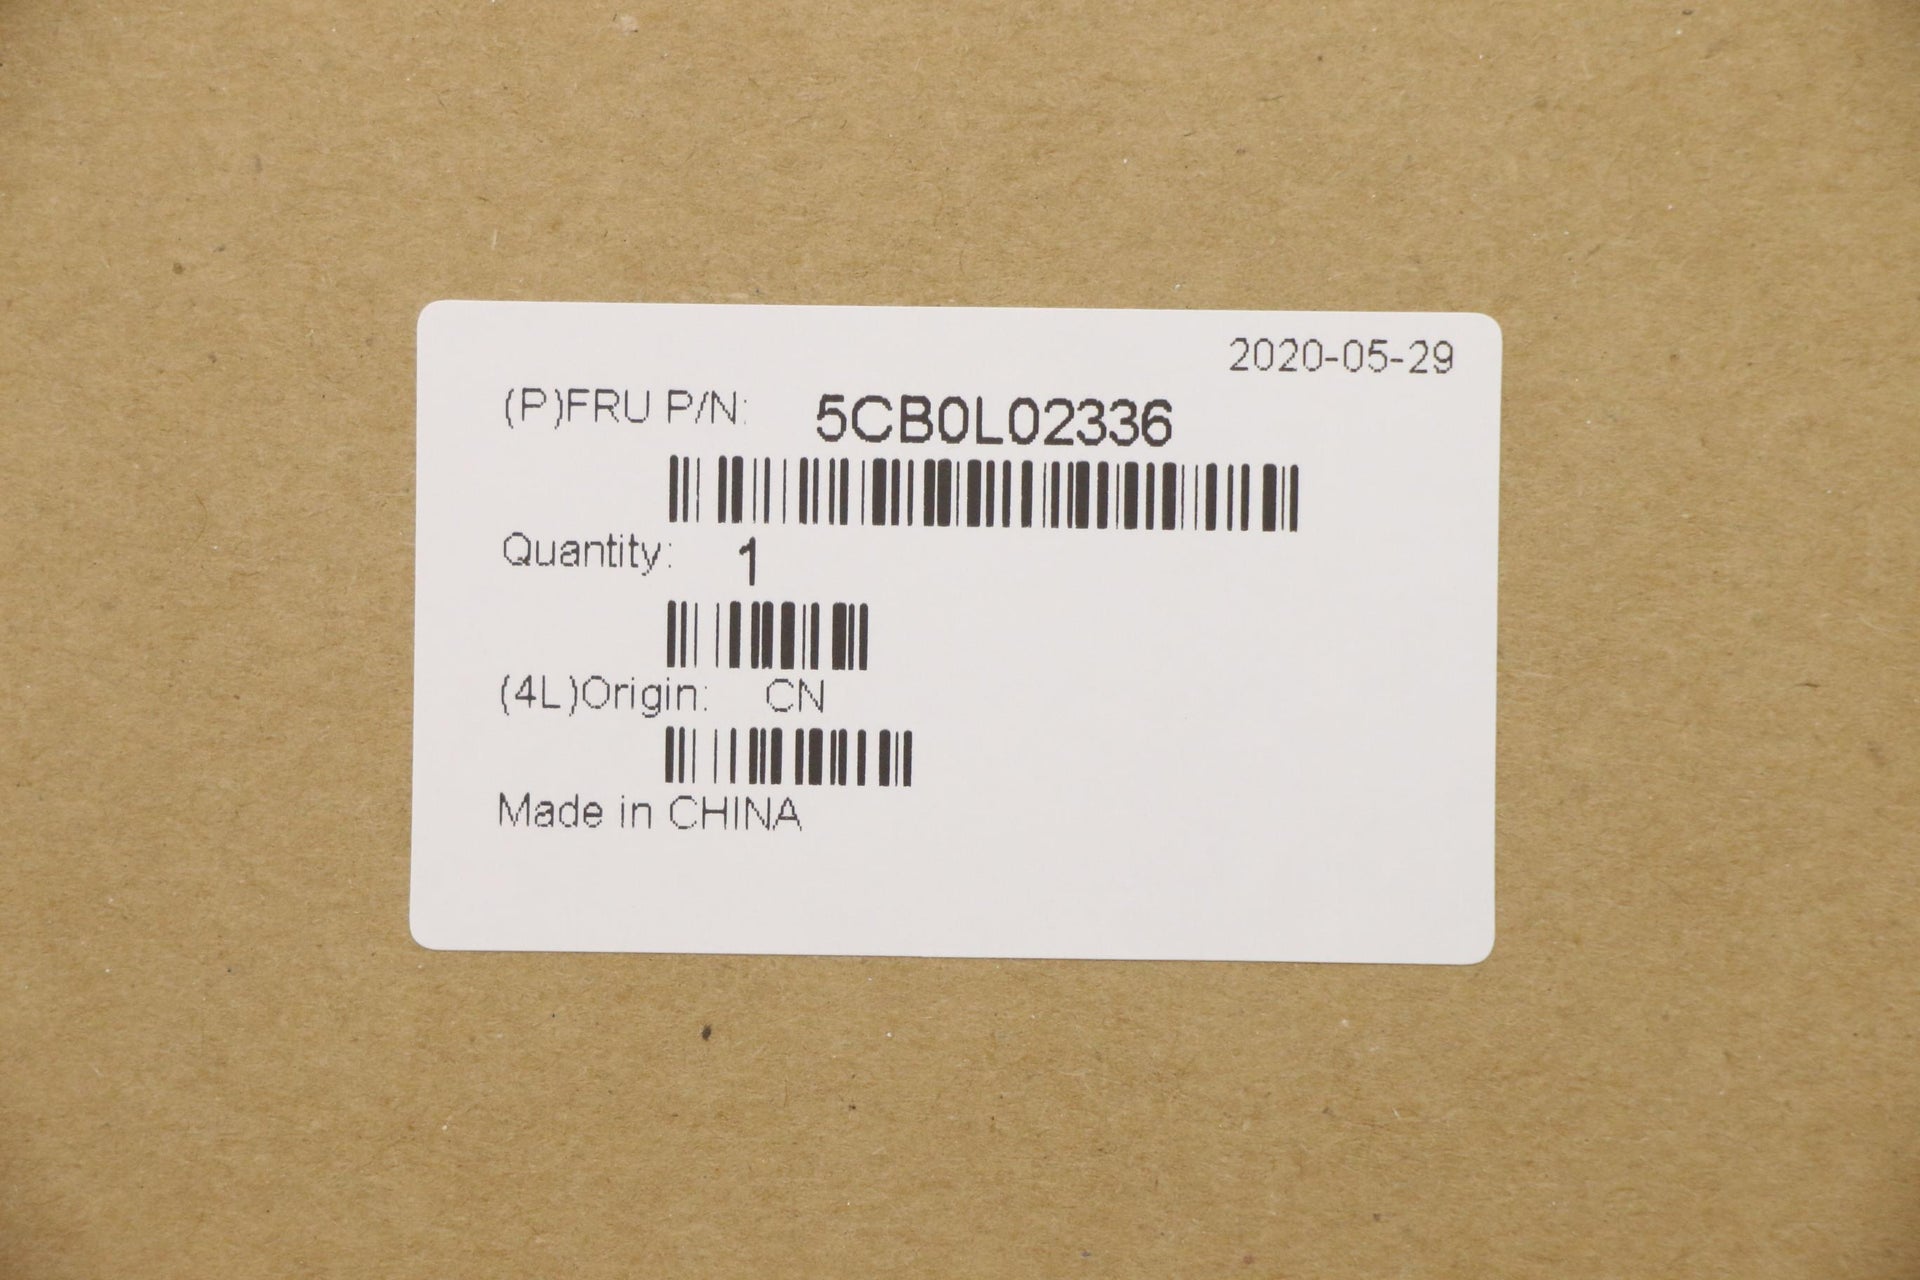 2020-05-29
(P)FRU P/N: 5CB0L02336
Quantity: 1
(4L)Origin: CN
Made in CHINA